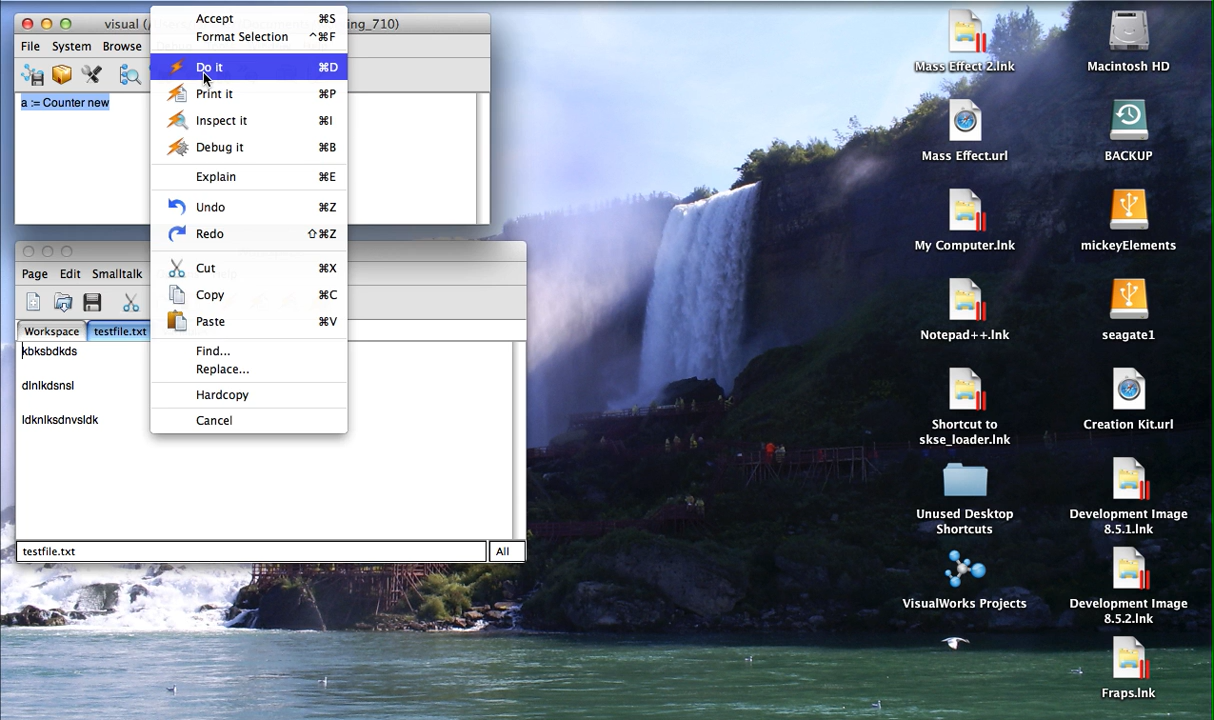 visual (/
ing_710)
File System Browse
a := Counter new
Accept ⌘S
Format Selection ^⌘F
Do it ⌘D
Print it ⌘P
Inspect it ⌘I
Debug it ⌘B
Explain ⌘E
Undo ⌘Z
Redo ⇧⌘Z
Cut ⌘X
Copy ⌘C
Paste ⌘V
Find...
Replace...
Hardcopy
Cancel
Page Edit Smalltalk
Workspace testfile.txt
kbksbdkds
dlnlkdsnsl
ldknlksdnvsldk
testfile.txt All
Mass Effect 2.lnk
Macintosh HD
Mass Effect.url
BACKUP
My Computer.lnk
mickeyElements
Notepad++.lnk
seagate1
Shortcut to
skse_loader.lnk
Creation Kit.url
Unused Desktop
Shortcuts
Development Image
8.5.1.lnk
VisualWorks Projects
Development Image
8.5.2.lnk
Fraps.lnk